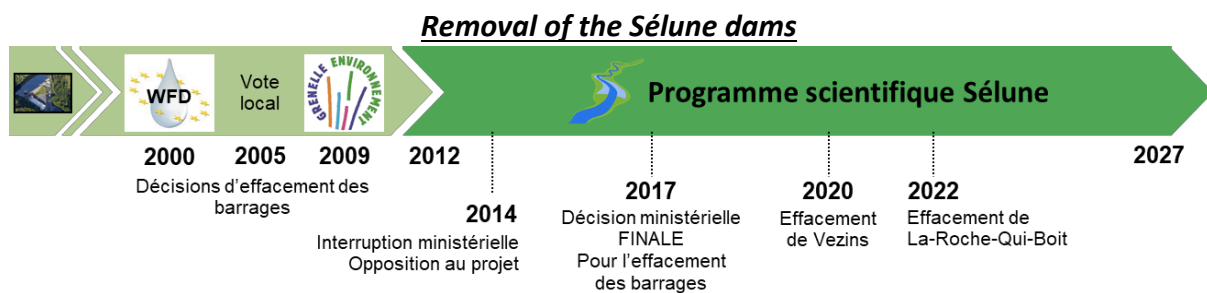 Removal of the Sélune dams
WFD
Vote
local
GRENELLE ENVIRONNEMENT
Programme scientifique Sélune
2000
2005
2009
2012
2027
Décisions d'effacement des
barrages
2014
Interruption ministérielle
Opposition au projet
2017
Décision ministérielle
FINALE
Pour l'effacement
des barrages
2020
Effacement
de Vezins
2022
Effacement de
La-Roche-Qui-Boit